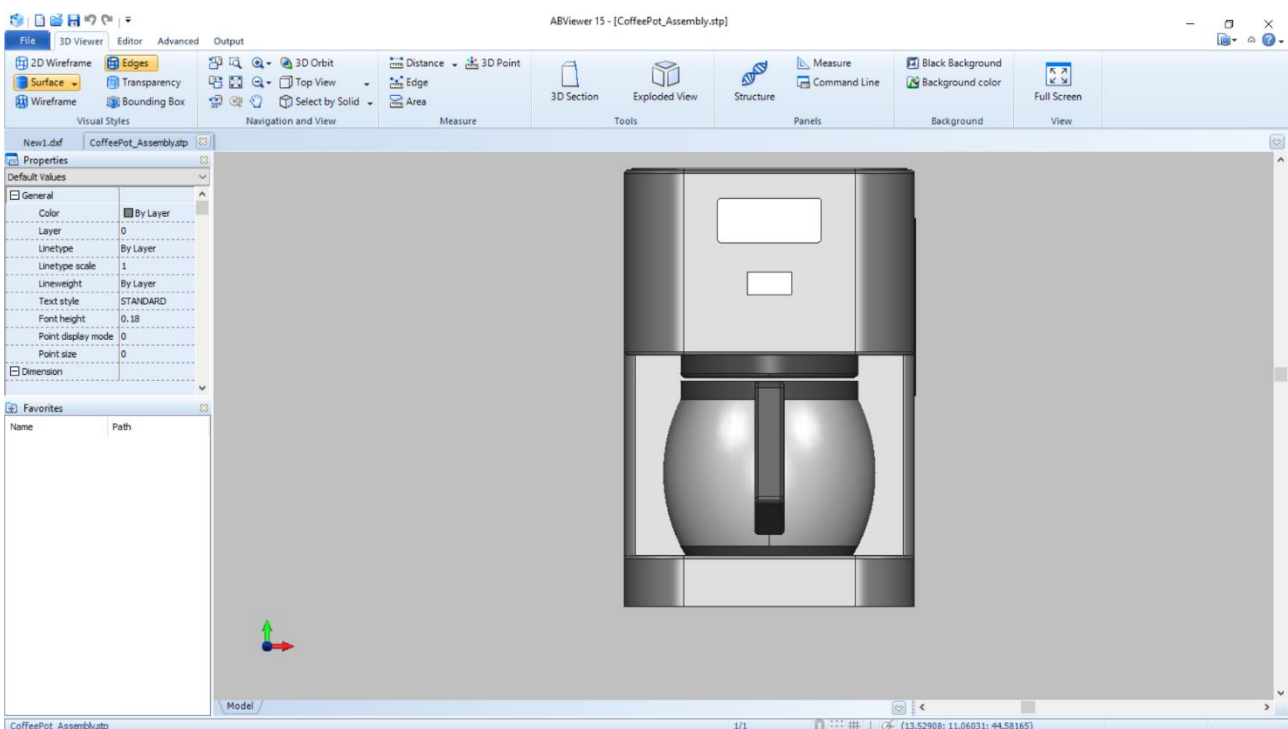 ABViewer 15 - [CoffeePot_Assembly.stp]
File 3D Viewer Editor Advanced Output
2D Wireframe Edges
Surface Transparency
Wireframe Bounding Box
Visual Styles
3D Orbit
Top View
Select by Solid
Navigation and View
Distance 3D Point
Edge
Area
Measure
3D Section Exploded View
Tools
Structure
Measure
Command Line
Panels
Black Background
Background color
Background
Full Screen
View
New1.dxf CoffeePot_Assembly.stp
Properties
Default Values
General
Color By Layer
Layer 0
Linetype By Layer
Linetype scale 1
Lineweight By Layer
Text style STANDARD
Font height 0.18
Point display mode 0
Point size 0
Dimension
Favorites
Name Path
Model
CoffeePot_Assembly.stp 1/1 (13.52908; 11.06031; 44.58165)